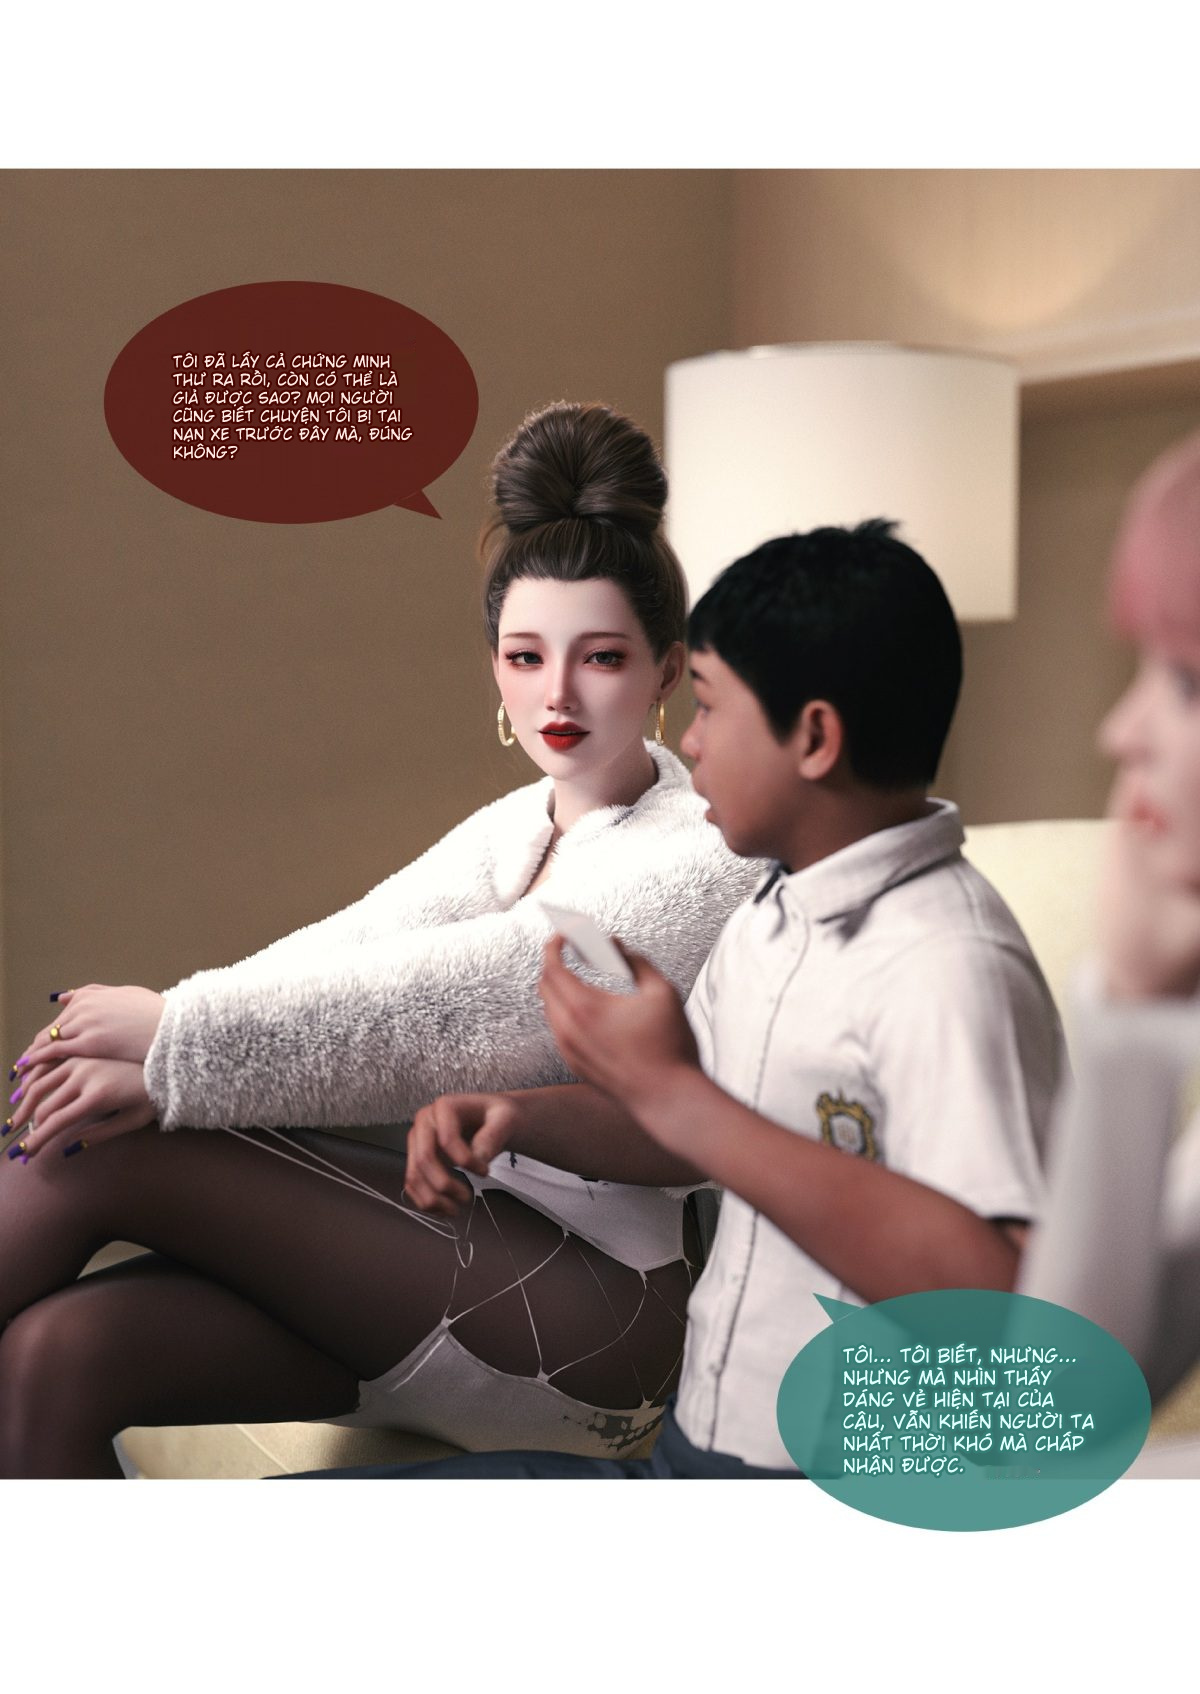 TÔI ĐÃ LẤY CẢ CHỨNG MINH
THƯ RA RỒI, CÒN CÓ THỂ LÀ
GIẢ ĐƯỢC SAO? MỌI NGƯỜI
CŨNG BIẾT CHUYỆN TÔI BỊ TAI
NẠN XE TRƯỚC ĐÂY MÀ, ĐÚNG
KHÔNG?
TÔI... TÔI BIẾT, NHƯNG...
NHƯNG MÀ NHÌN THẤY
DÁNG VẺ HIỆN TẠI CỦA
CẬU, VẪN KHIẾN NGƯỜI TA
NHẤT THỜI KHÓ MÀ CHẤP
NHẬN ĐƯỢC.